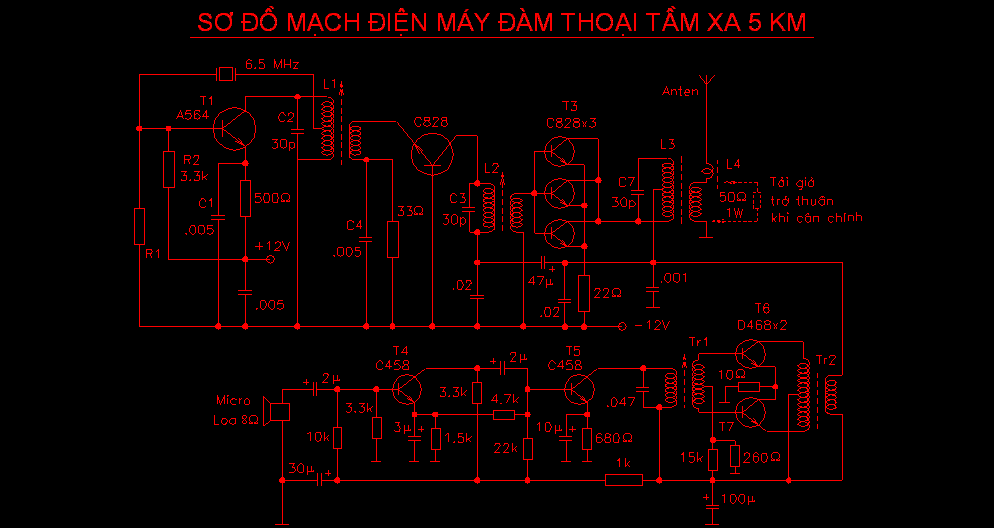 SƠ ĐỒ MẠCH ĐIỆN MÁY ĐÀM THOẠI TẦM XA 5 KM
6.5 MHz
L1
T1
A564
C2
30p
C828
T3
C828x3
Anten
R2
3.3k
L2
L3
L4
C1
500Ω
C3
30p
C7
30p
50Ω
1W
Tải giả
trở thuần
khi cân chỉnh
.005
C4
.005
33Ω
R1
+12V
.005
.02
47µ
+
.02
22Ω
.001
-12V
T6
D468x2
Tr1
Tr2
T4
C458
2µ
+
T5
C458
10Ω
2µ
+
Micro
Loa 8Ω
3.3k
3.3k
4.7k
.047
T7
10k
3µ
+
1.5k
22k
10µ
+
680Ω
30µ
+
1k
15k
260Ω
+
100µ